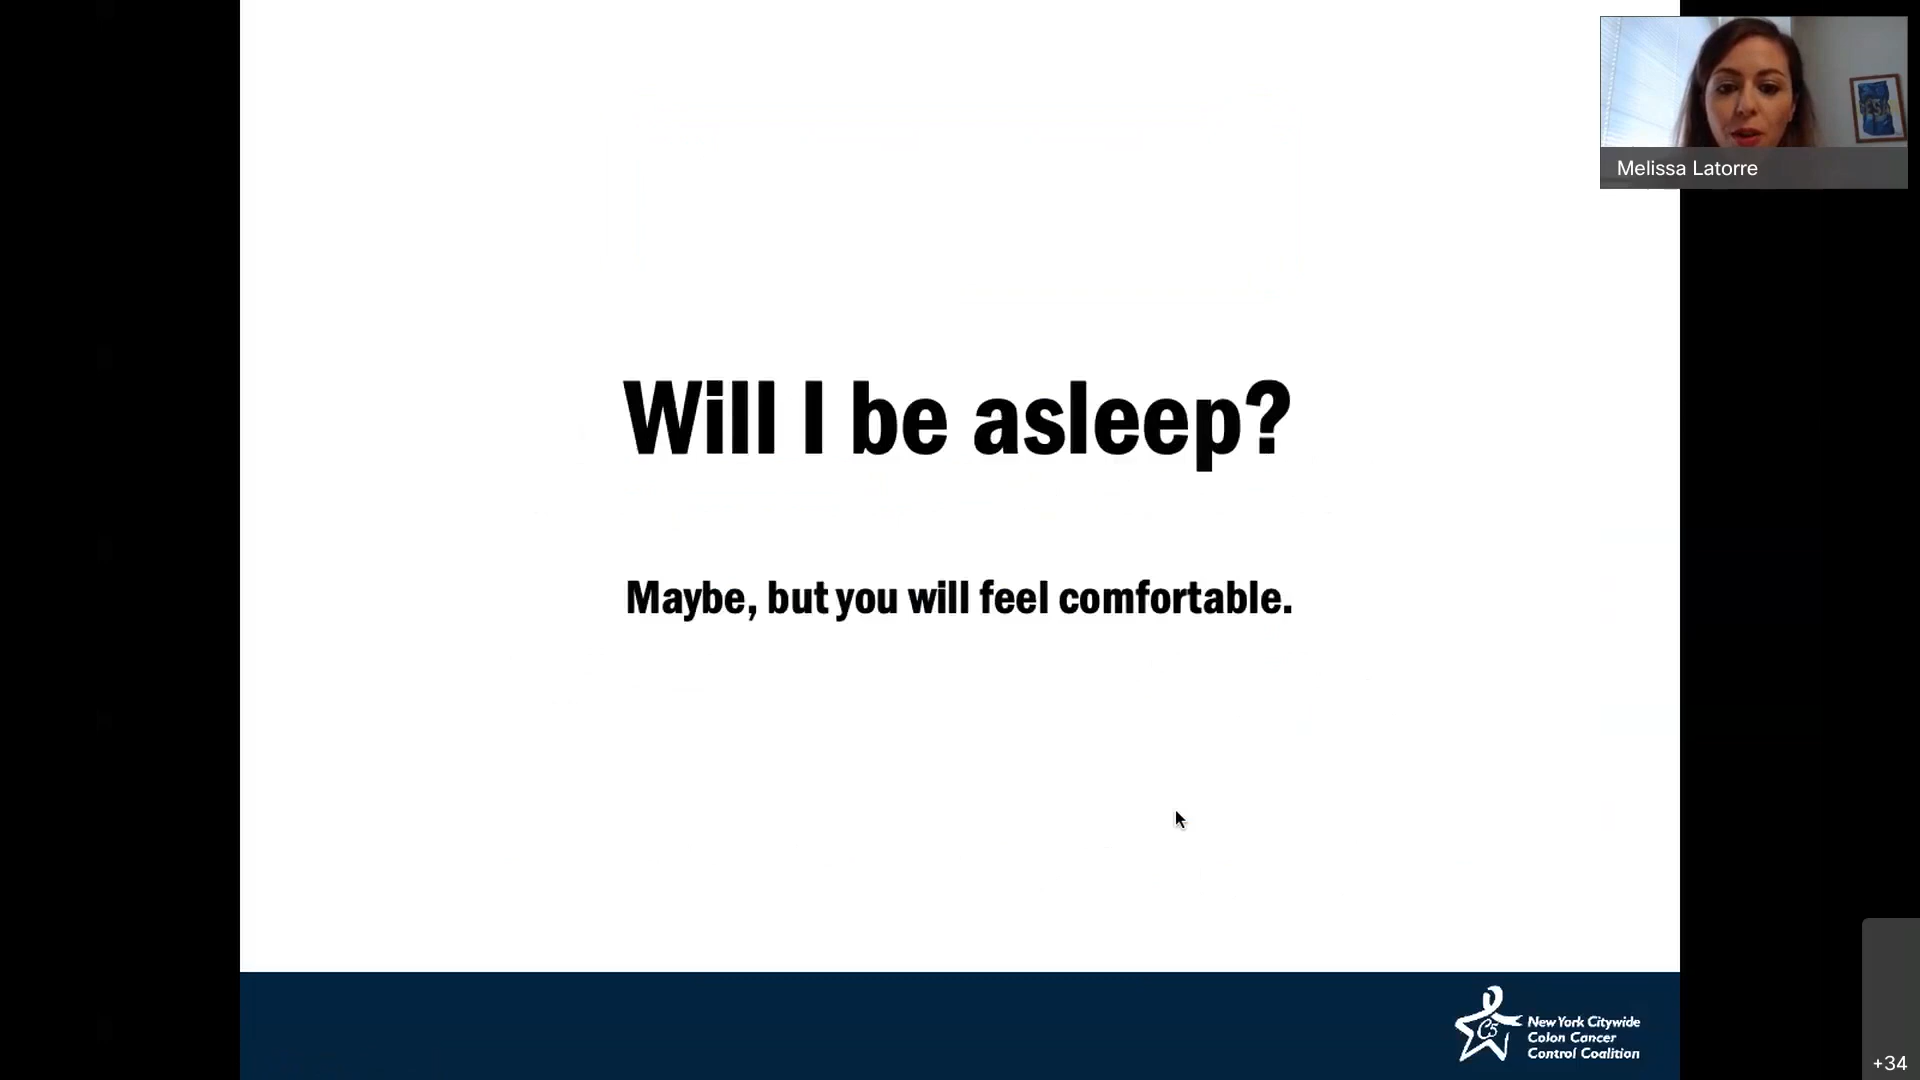 Melissa Latorre
Will I be asleep?
Maybe, but you will feel comfortable.
C5
New York Citywide
Colon Cancer
Control Coalition
+34